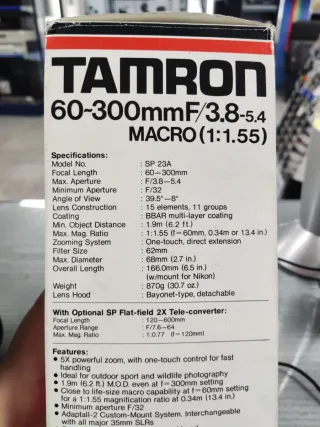 TAMRON
60~300mmF/3.8-5.4
MACRO(1:1.55)
Specifications:
Model No. : SP 23A
Focal Length : 60~300mm
Max. Aperture : F/3.8~5.4
Minimum Aperture : F/32
Angle of View : 39.5°~8°
Lens Construction : 15 elements, 11 groups
Coating : BBAR multi-layer coating
Min. Object Distance : 1.9m (6.2 ft.)
Max. Mag. Ratio : 1:1.55 (f=60mm, 0.34m or 13.4 in.)
Zooming System : One-touch, direct extension
Filter Size : 62mm
Maximum Diameter : 68mm (2.7 in.)
Overall Length : 166.0mm (6.5 in.)
(w/mount for Nikon)
Weight : 870g (30.7 oz.)
Lens Hood : Bayonet-type, detachable
With Optional SP Flat-field 2X Tele-converter:
Focal Length : 120~600mm
Aperture Range : F/7.6~64
Max. Mag. Ratio : 1:0.77 (f=120mm)
Features:
• 5X powerful zoom, with one-touch control for fast
handling
• Ideal for outdoor sport and wildlife photography
• 1.9m (6.2 ft.) M.O.D. even at f=300mm setting
• Close to life-size macro capability at f=60mm setting
for a 1:1.55 magnification ratio at 0.34m (13.4 in.)
• Minimum aperture F/32
• Adaptall-2 Custom-Mount System. Interchangeable
with all major 35mm SLRs